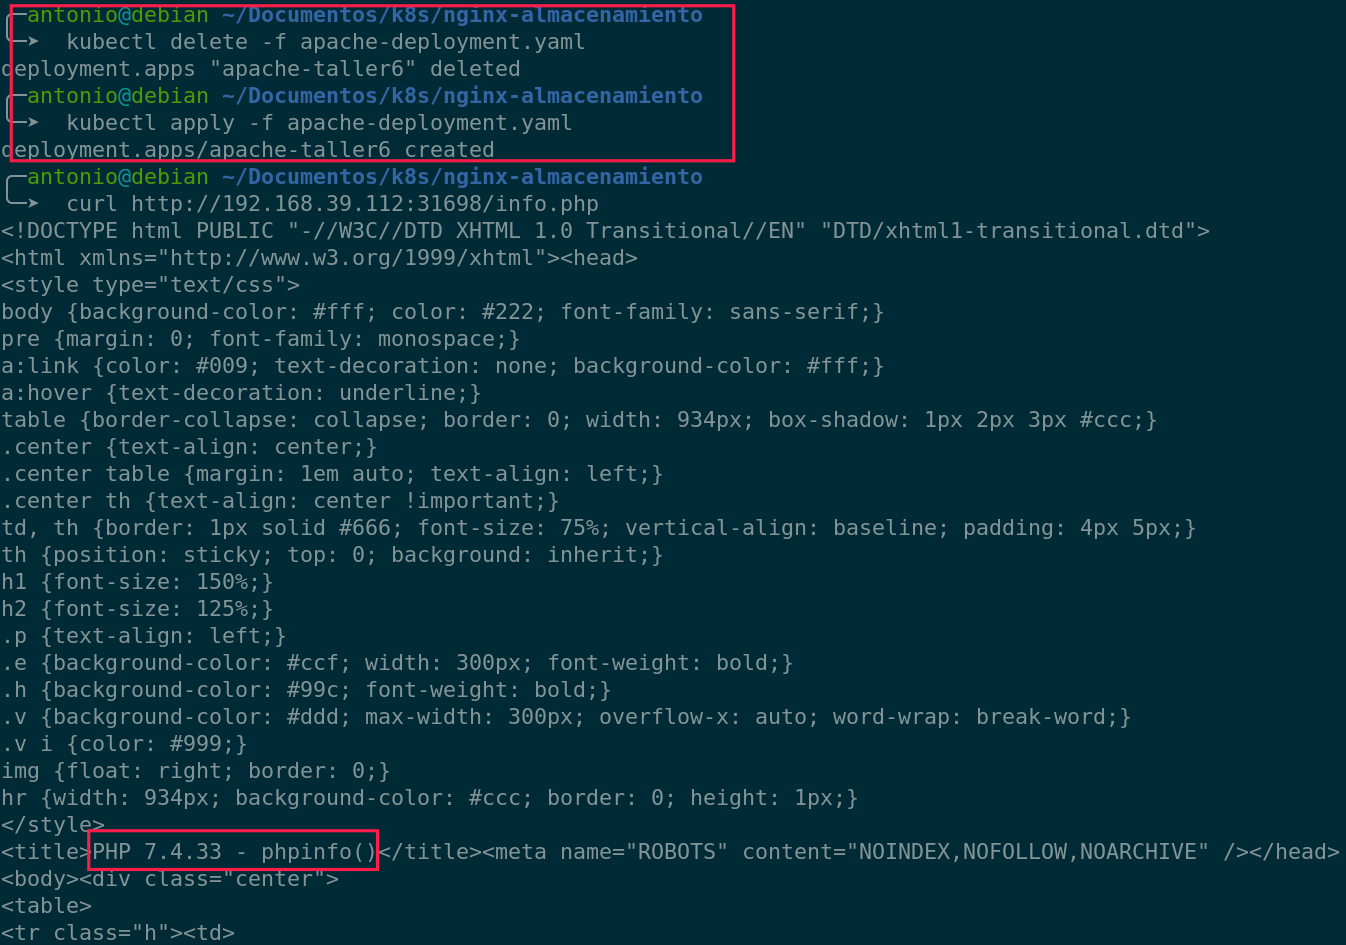 antonio@debian ~/Documentos/k8s/nginx-almacenamiento
➤  kubectl delete -f apache-deployment.yaml
deployment.apps "apache-taller6" deleted
antonio@debian ~/Documentos/k8s/nginx-almacenamiento
➤  kubectl apply -f apache-deployment.yaml
deployment.apps/apache-taller6 created
antonio@debian ~/Documentos/k8s/nginx-almacenamiento
➤  curl http://192.168.39.112:31698/info.php
<!DOCTYPE html PUBLIC "-//W3C//DTD XHTML 1.0 Transitional//EN" "DTD/xhtml1-transitional.dtd">
<html xmlns="http://www.w3.org/1999/xhtml"><head>
<style type="text/css">
body {background-color: #fff; color: #222; font-family: sans-serif;}
pre {margin: 0; font-family: monospace;}
a:link {color: #009; text-decoration: none; background-color: #fff;}
a:hover {text-decoration: underline;}
table {border-collapse: collapse; border: 0; width: 934px; box-shadow: 1px 2px 3px #ccc;}
.center {text-align: center;}
.center table {margin: 1em auto; text-align: left;}
.center th {text-align: center !important;}
td, th {border: 1px solid #666; font-size: 75%; vertical-align: baseline; padding: 4px 5px;}
th {position: sticky; top: 0; background: inherit;}
h1 {font-size: 150%;}
h2 {font-size: 125%;}
.p {text-align: left;}
.e {background-color: #ccf; width: 300px; font-weight: bold;}
.h {background-color: #99c; font-weight: bold;}
.v {background-color: #ddd; max-width: 300px; overflow-x: auto; word-wrap: break-word;}
.v i {color: #999;}
img {float: right; border: 0;}
hr {width: 934px; background-color: #ccc; border: 0; height: 1px;}
</style>
<title>PHP 7.4.33 - phpinfo()</title><meta name="ROBOTS" content="NOINDEX,NOFOLLOW,NOARCHIVE" /></head>
<body><div class="center">
<table>
<tr class="h"><td>